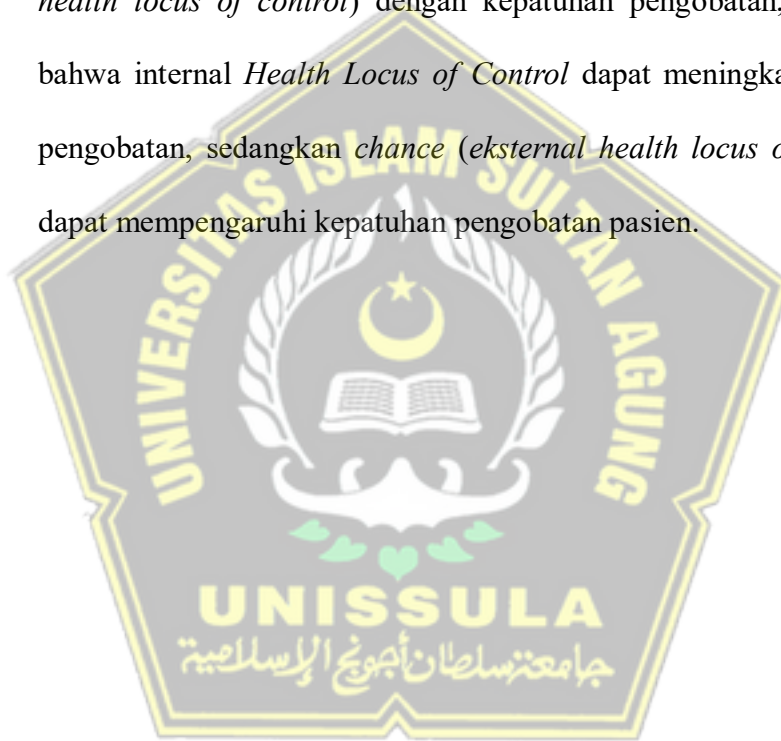 health locus of control) dengan kepatuhan pengobatan,
bahwa internal Health Locus of Control dapat meningka
pengobatan, sedangkan chance (eksternal health locus o
dapat mempengaruhi kepatuhan pengobatan pasien.
UNIVERSITAS ISLAM SULTAN AGUNG
UNISSULA
جامعة سلطان أجونج الإسلامية